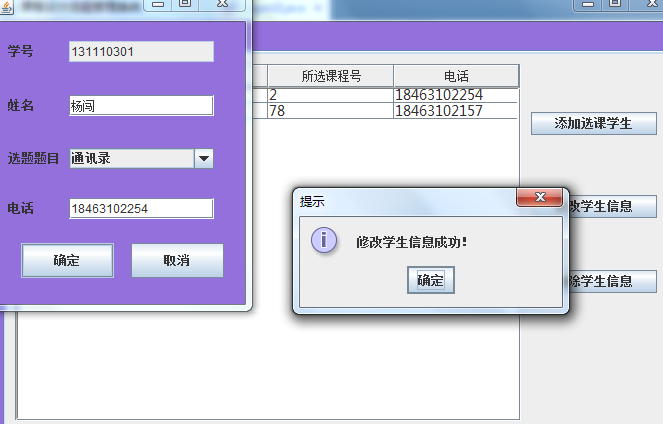 学号
131110301
姓名
杨闯
选题题目
通讯录
电话
18463102254
确定
取消
所选课程号
电话
2
18463102254
78
18463102157
添加选课学生
改学生信息
除学生信息
提示
修改学生信息成功!
确定